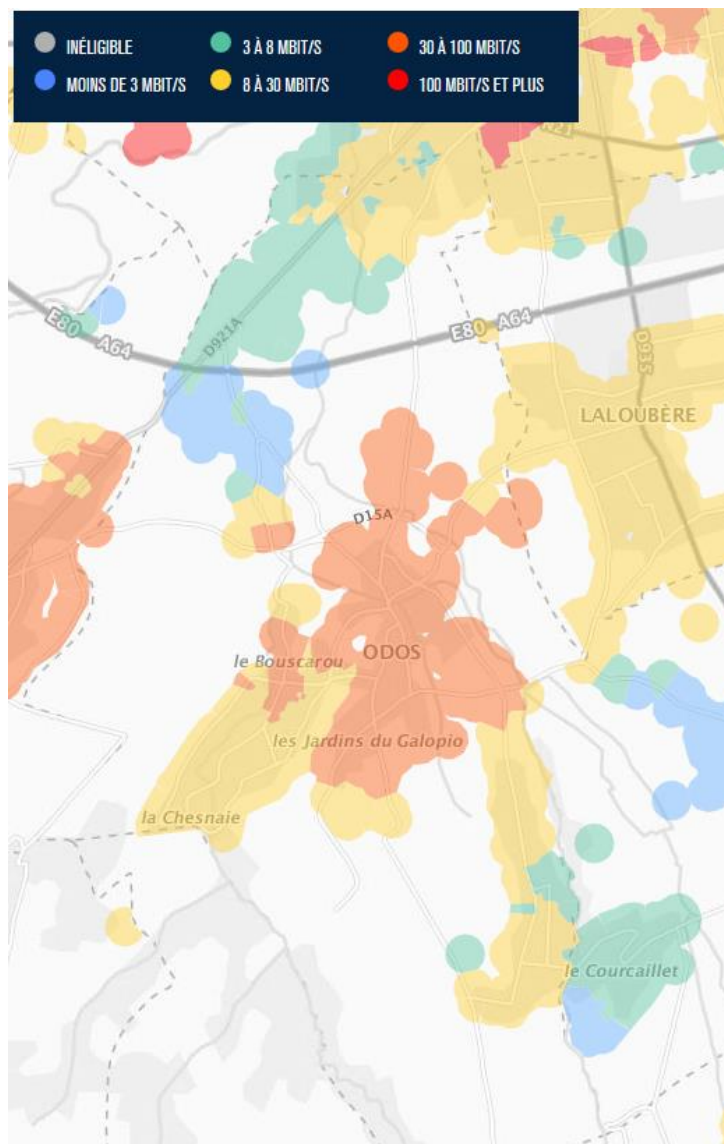 INÉLIGIBLE 3 À 8 MBIT/S 30 À 100 MBIT/S
MOINS DE 3 MBIT/S 8 À 30 MBIT/S 100 MBIT/S ET PLUS
D921A
E80 A64
E80 A64
D935
LALOUBÈRE
D15A
ODOS
le Bouscarou
les Jardins du Galopio
la Chesnaie
le Courcaillet